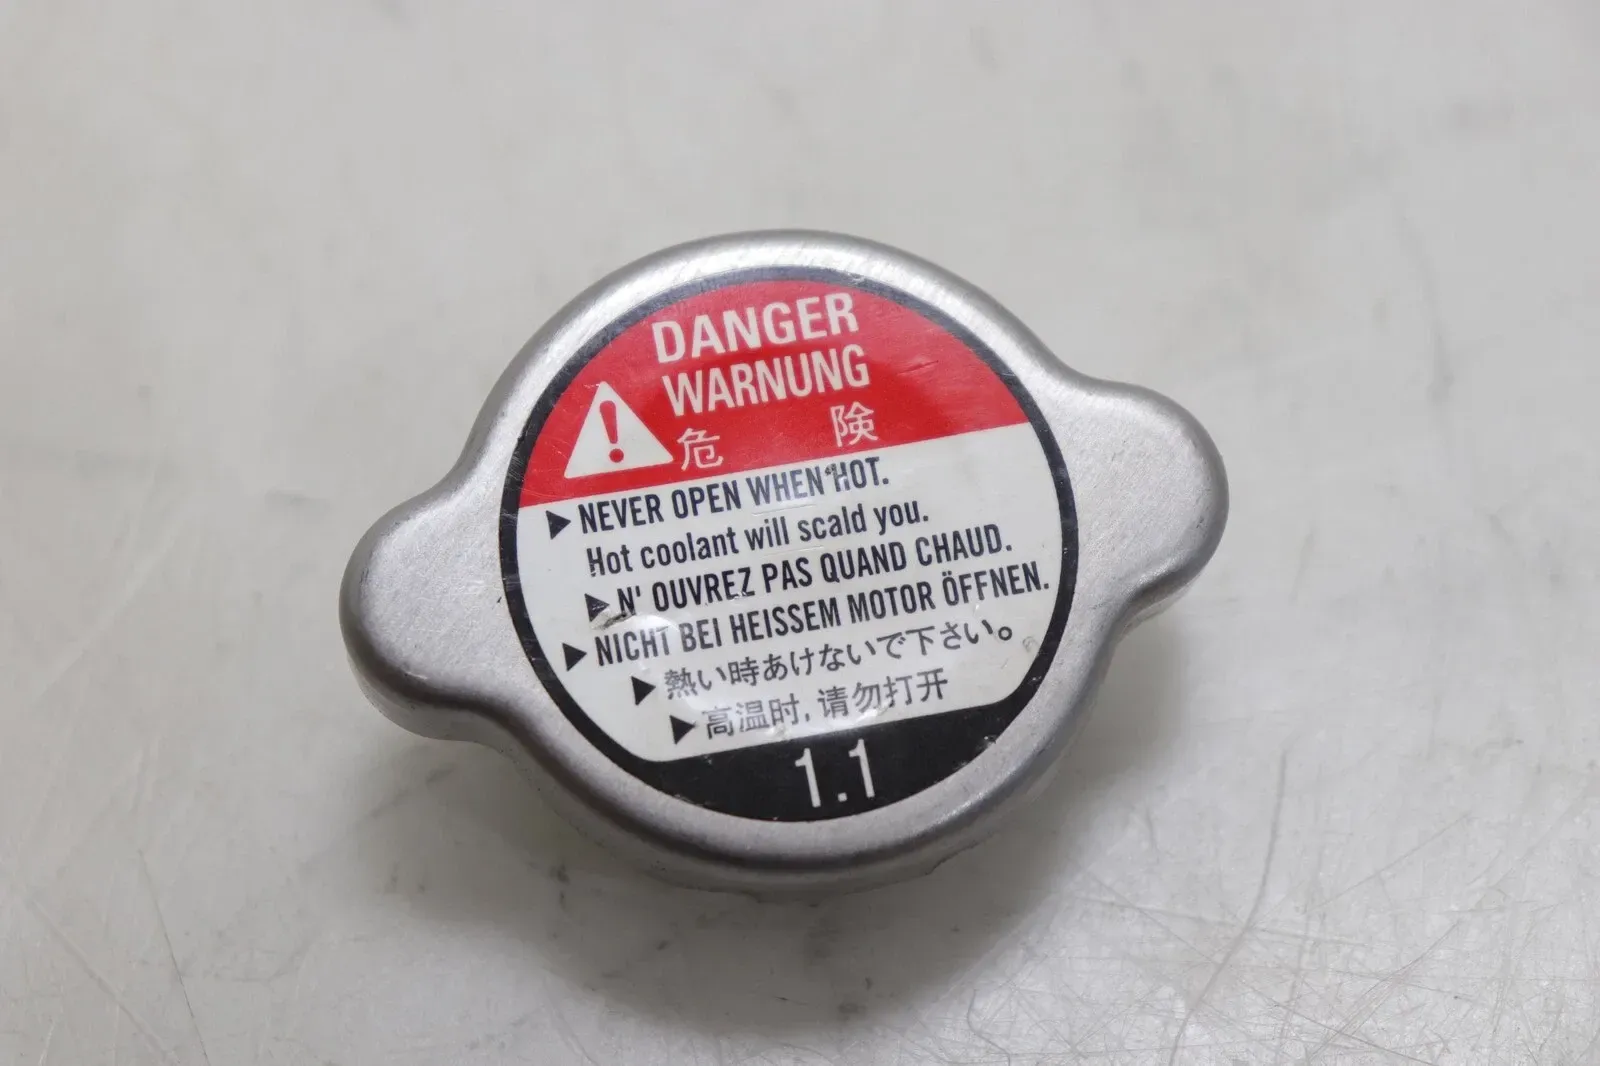 DANGER
WARNUNG
危 険
▶ NEVER OPEN WHEN HOT.
Hot coolant will scald you.
▶ N' OUVREZ PAS QUAND CHAUD.
▶ NICHT BEI HEISSEM MOTOR ÖFFNEN.
▶ 熱い時あけないで下さい。
▶ 高温时, 请勿打开
1.1